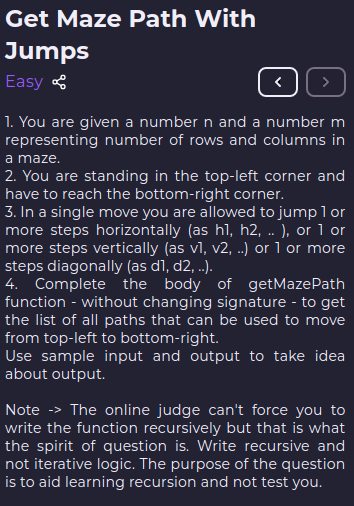 Get Maze Path With
Jumps
Easy
1. You are given a number n and a number m
representing number of rows and columns in
a maze.
2. You are standing in the top-left corner and
have to reach the bottom-right corner.
3. In a single move you are allowed to jump 1 or
more steps horizontally (as h1, h2, .. ), or 1 or
more steps vertically (as v1, v2, ..) or 1 or more
steps diagonally (as d1, d2, ..).
4. Complete the body of getMazePath
function - without changing signature - to get
the list of all paths that can be used to move
from top-left to bottom-right.
Use sample input and output to take idea
about output.
Note -> The online judge can't force you to
write the function recursively but that is what
the spirit of question is. Write recursive and
not iterative logic. The purpose of the question
is to aid learning recursion and not test you.